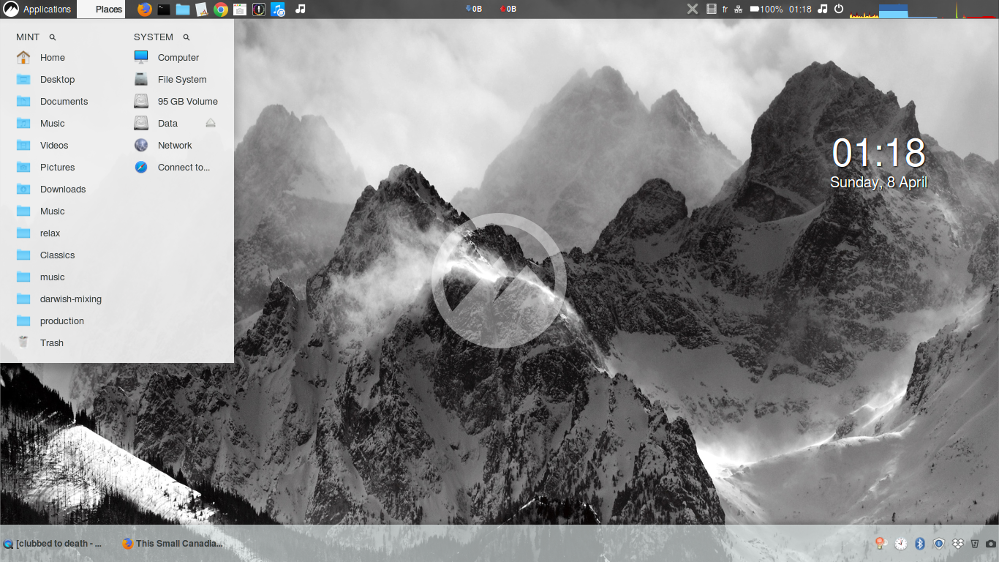 Applications
Places
0B
0B
fr
100%
01:18
MINT
Home
Desktop
Documents
Music
Videos
Pictures
Downloads
Music
relax
Classics
music
darwish-mixing
production
Trash
SYSTEM
Computer
File System
95 GB Volume
Data
Network
Connect to...
01:18
Sunday, 8 April
[clubbed to death - ...
This Small Canadia...